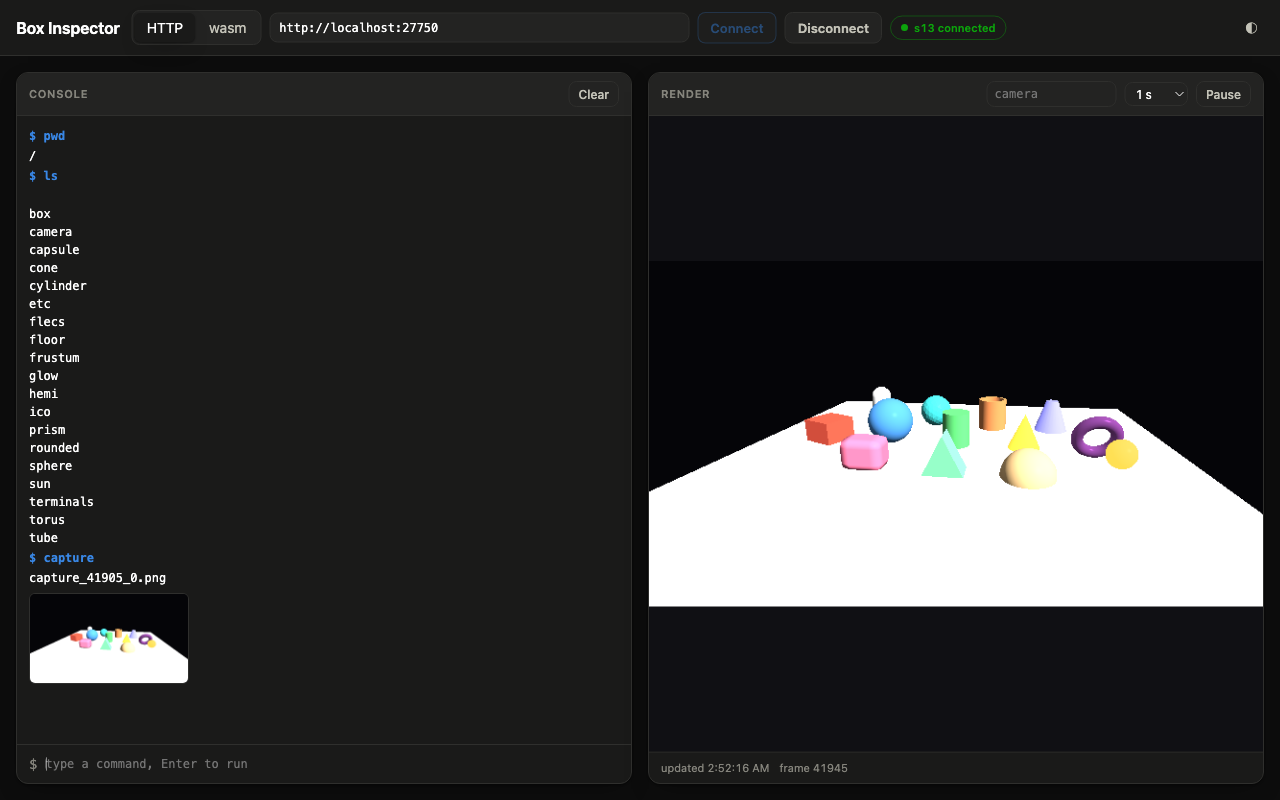 Box Inspector HTTP wasm http://localhost:27750 Connect Disconnect s13 connected
CONSOLE Clear
$ pwd
/
$ ls
box
camera
capsule
cone
cylinder
etc
flecs
floor
frustum
glow
hemi
ico
prism
rounded
sphere
sun
terminals
torus
tube
$ capture
capture_41905_0.png
$ type a command, Enter to run
RENDER camera 1 s Pause
updated 2:52:16 AM frame 41945